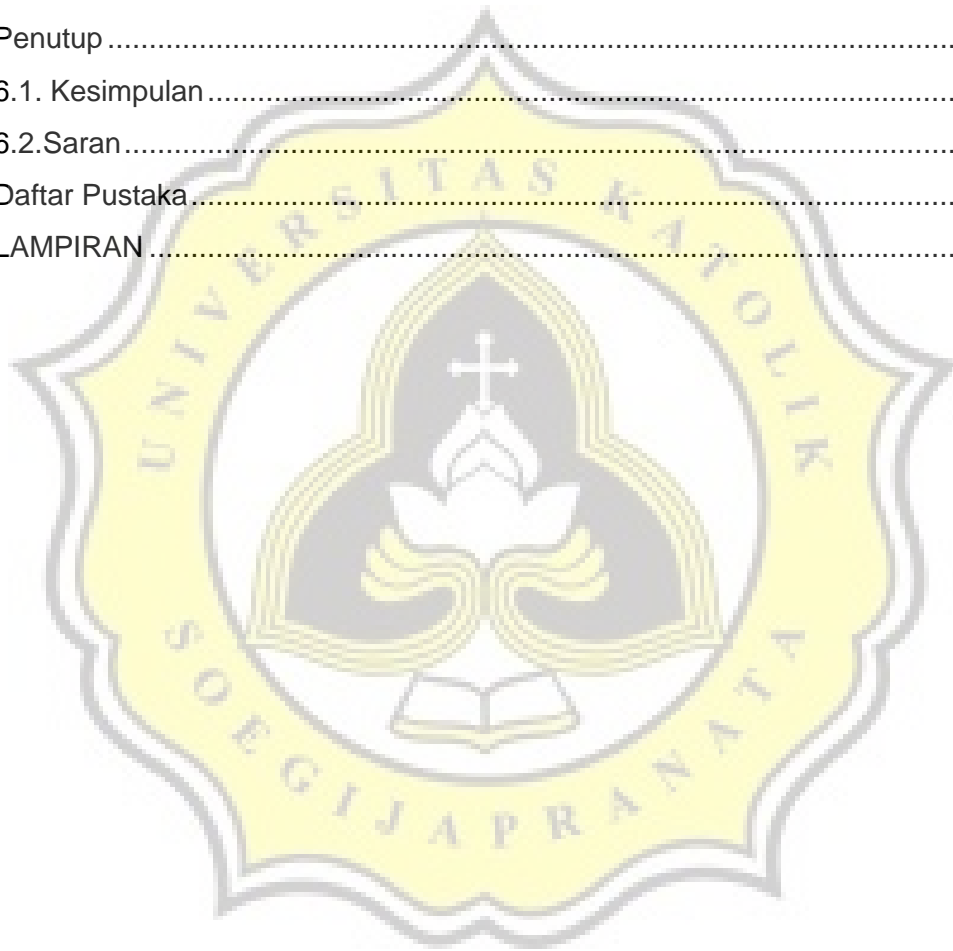 Penutup ........................................................................................
6.1. Kesimpulan ........................................................................................
6.2.Saran ........................................................................................
Daftar Pustaka ........................................................................................
LAMPIRAN ........................................................................................
UNIVERSITAS KATOLIK
SOEGIJAPRANATA